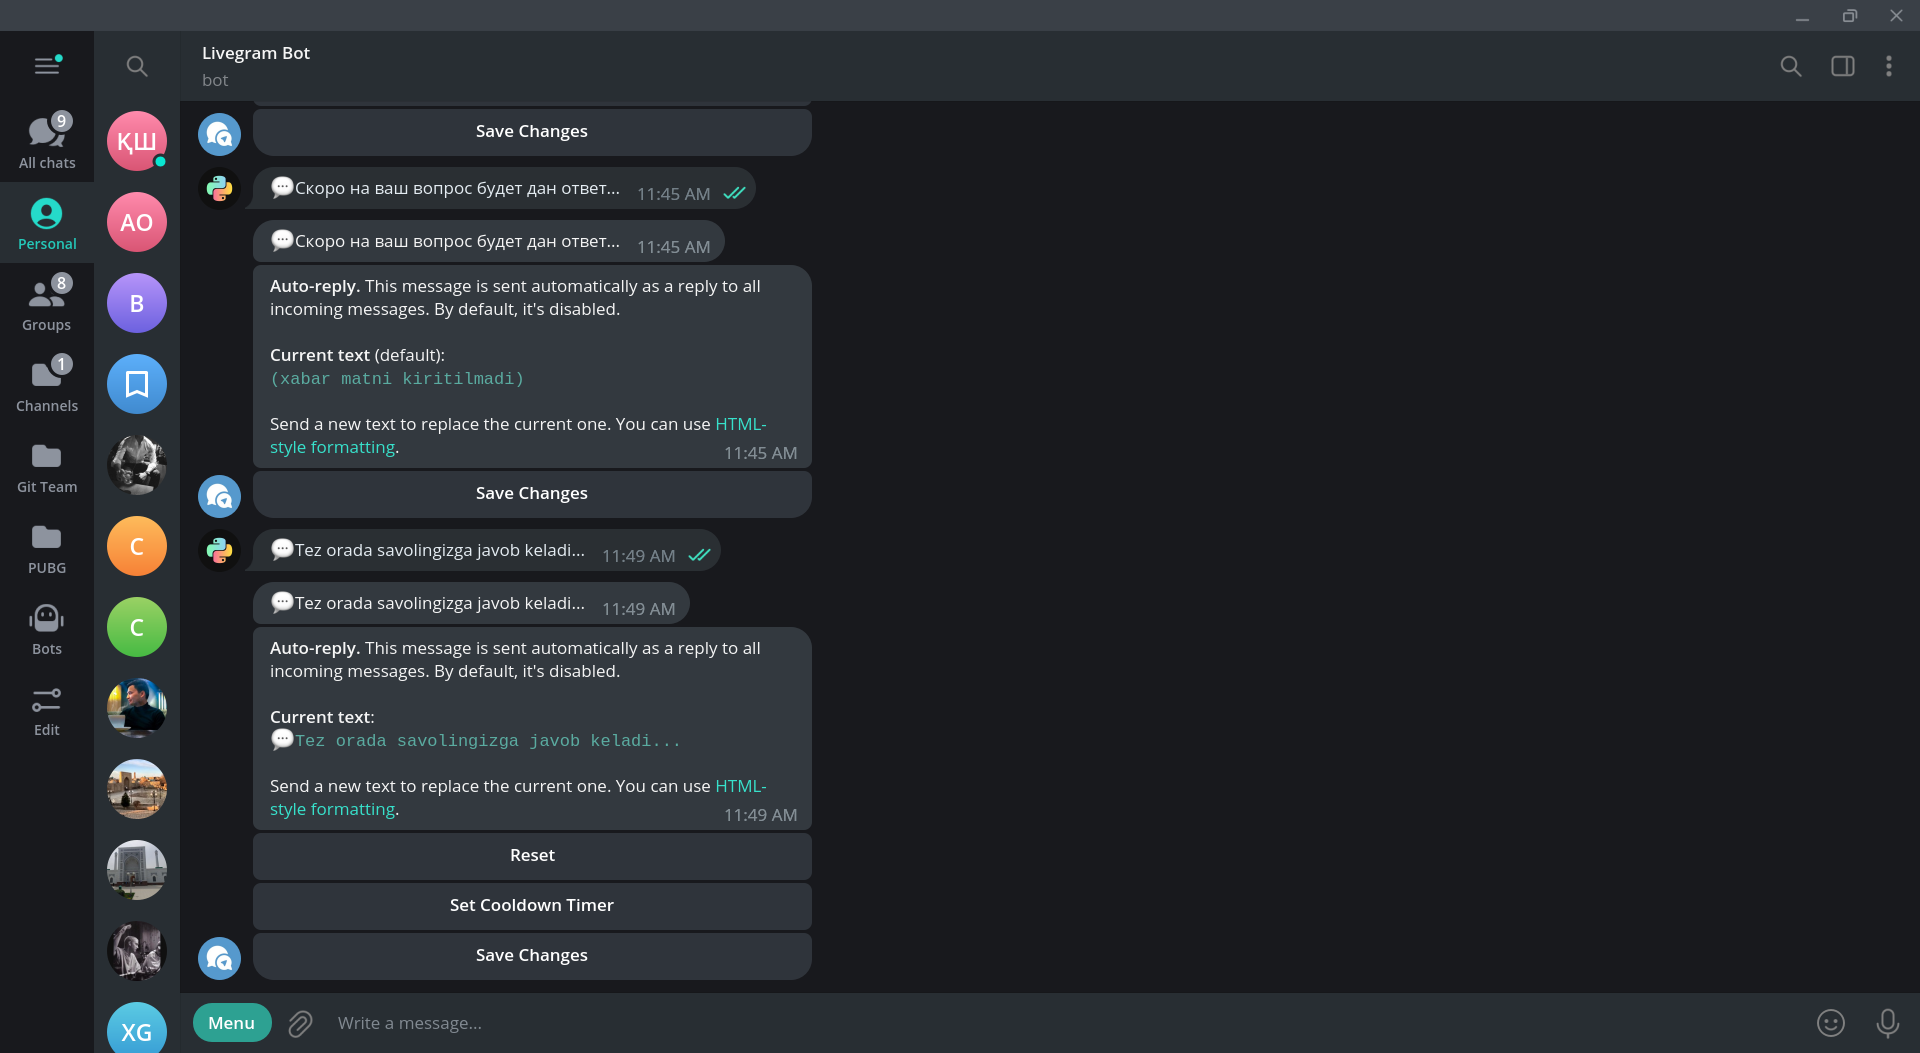 Livegram Bot
bot
9
All chats
Personal
8
Groups
1
Channels
Git Team
PUBG
Bots
Edit
ҚШ
AO
B
C
C
XG
Save Changes
💬Скоро на ваш вопрос будет дан ответ... 11:45 AM
💬Скоро на ваш вопрос будет дан ответ... 11:45 AM
Auto-reply. This message is sent automatically as a reply to all
incoming messages. By default, it's disabled.
Current text (default):
(xabar matni kiritilmadi)
Send a new text to replace the current one. You can use HTML-
style formatting. 11:45 AM
Save Changes
💬Tez orada savolingizga javob keladi... 11:49 AM
💬Tez orada savolingizga javob keladi... 11:49 AM
Auto-reply. This message is sent automatically as a reply to all
incoming messages. By default, it's disabled.
Current text:
💬Tez orada savolingizga javob keladi...
Send a new text to replace the current one. You can use HTML-
style formatting. 11:49 AM
Reset
Set Cooldown Timer
Save Changes
Menu
Write a message...